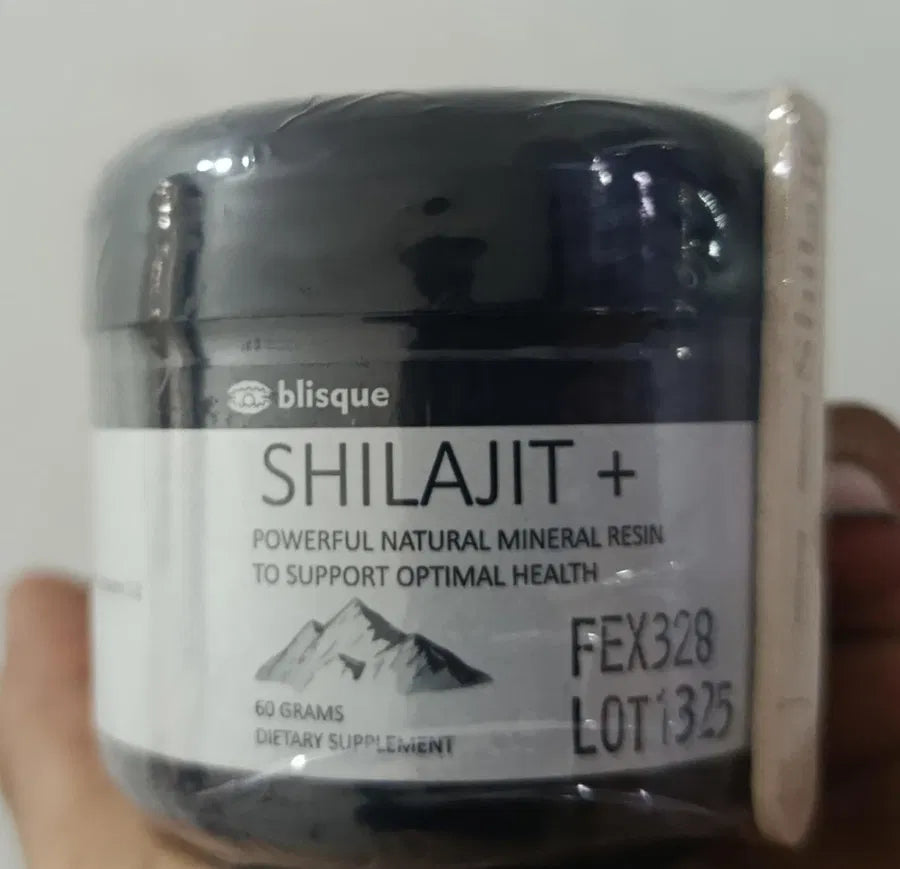 blisque
SHILAJIT +
POWERFUL NATURAL MINERAL RESIN
TO SUPPORT OPTIMAL HEALTH
60 GRAMS
DIETARY SUPPLEMENT
FEX328
LOT1325